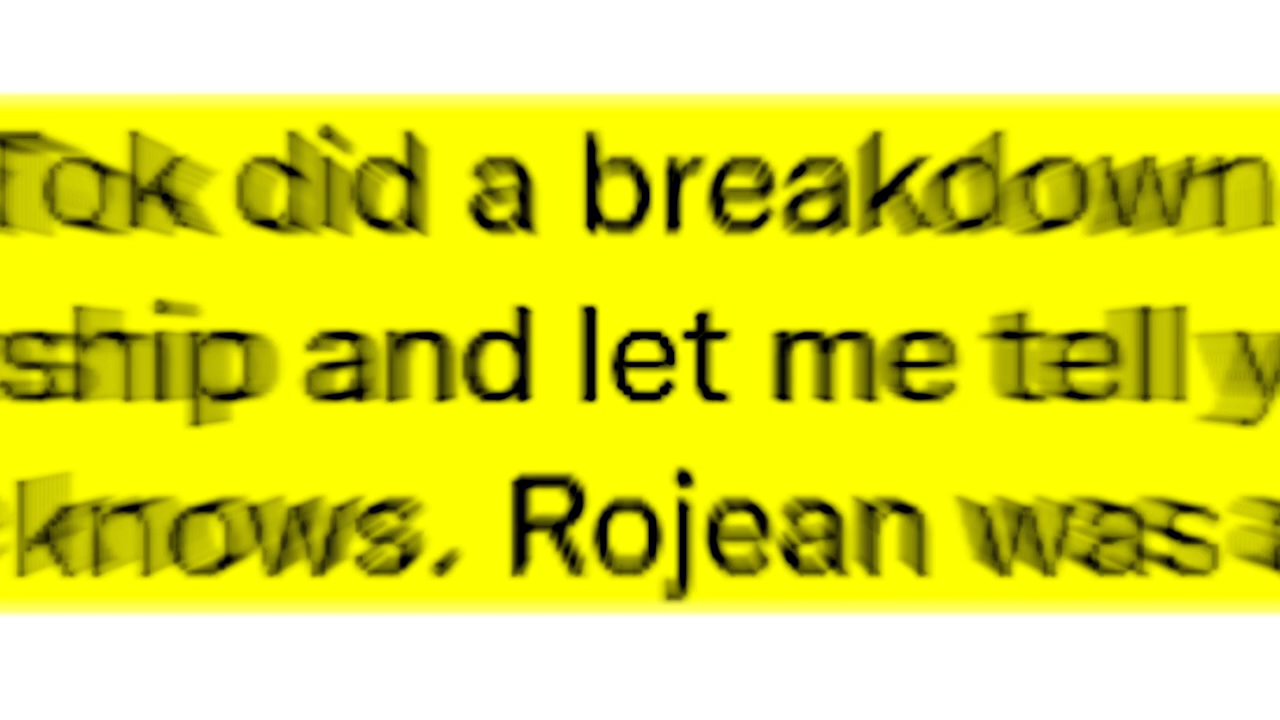 Tok did a breakdown
ship and let me tell y
knows. Rojean was